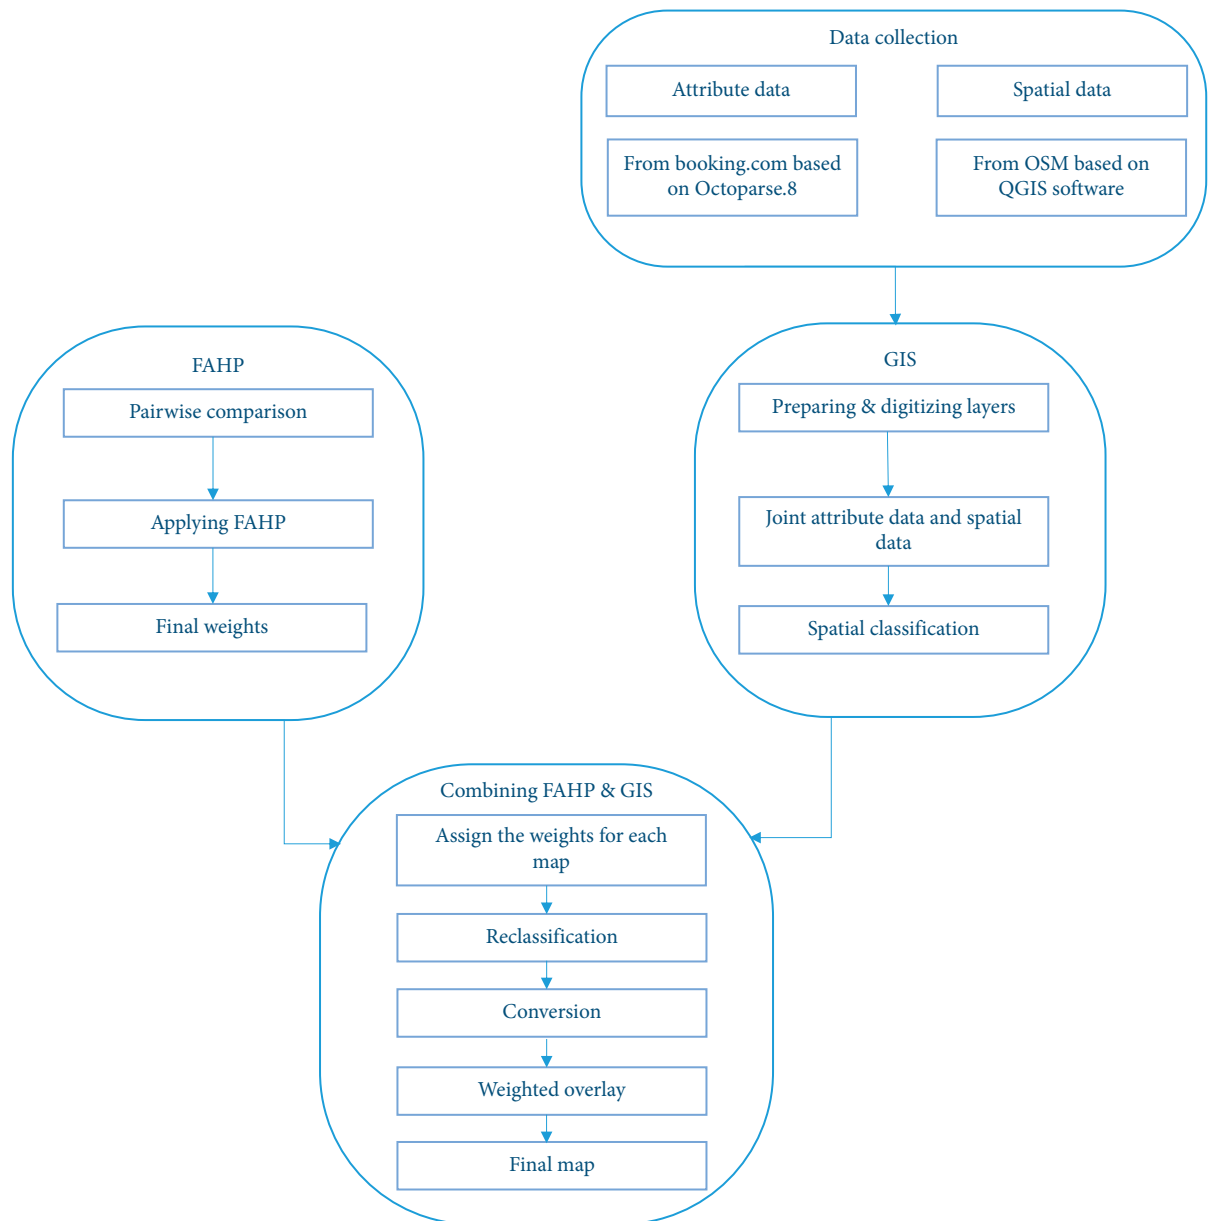 Data collection
Attribute data
Spatial data
From booking.com based
on Octoparse.8
From OSM based on
QGIS software
FAHP
Pairwise comparison
Applying FAHP
Final weights
GIS
Preparing & digitizing layers
Joint attribute data and spatial
data
Spatial classification
Combining FAHP & GIS
Assign the weights for each
map
Reclassification
Conversion
Weighted overlay
Final map